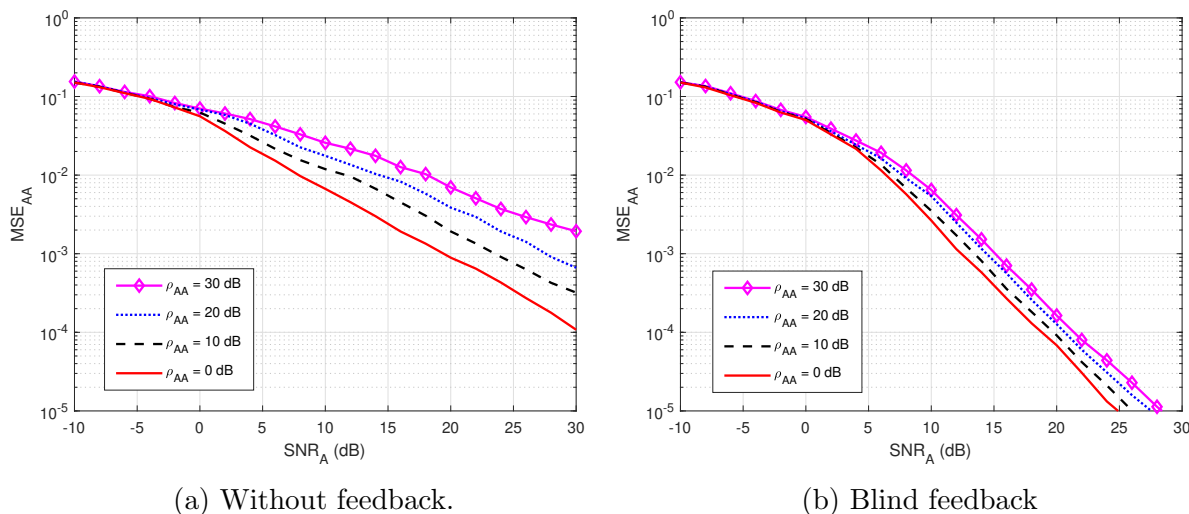 10^0
10^-1
10^-2
10^-3
10^-4
10^-5
MSE_AA
-10 -5 0 5 10 15 20 25 30
SNR_A (dB)
ρ_AA = 30 dB
ρ_AA = 20 dB
ρ_AA = 10 dB
ρ_AA = 0 dB
(a) Without feedback.
10^0
10^-1
10^-2
10^-3
10^-4
10^-5
MSE_AA
-10 -5 0 5 10 15 20 25 30
SNR_A (dB)
ρ_AA = 30 dB
ρ_AA = 20 dB
ρ_AA = 10 dB
ρ_AA = 0 dB
(b) Blind feedback